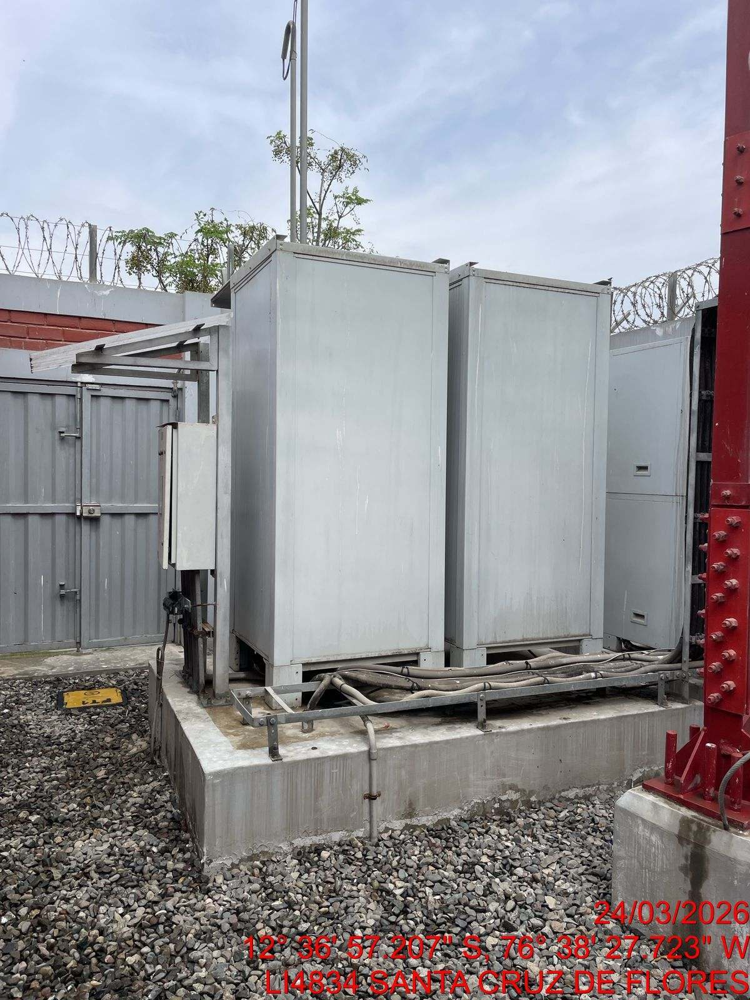 24/03/2026
12° 36' 57.207" S, 76° 38' 27.723" W
LI4834 SANTA CRUZ DE FLORES